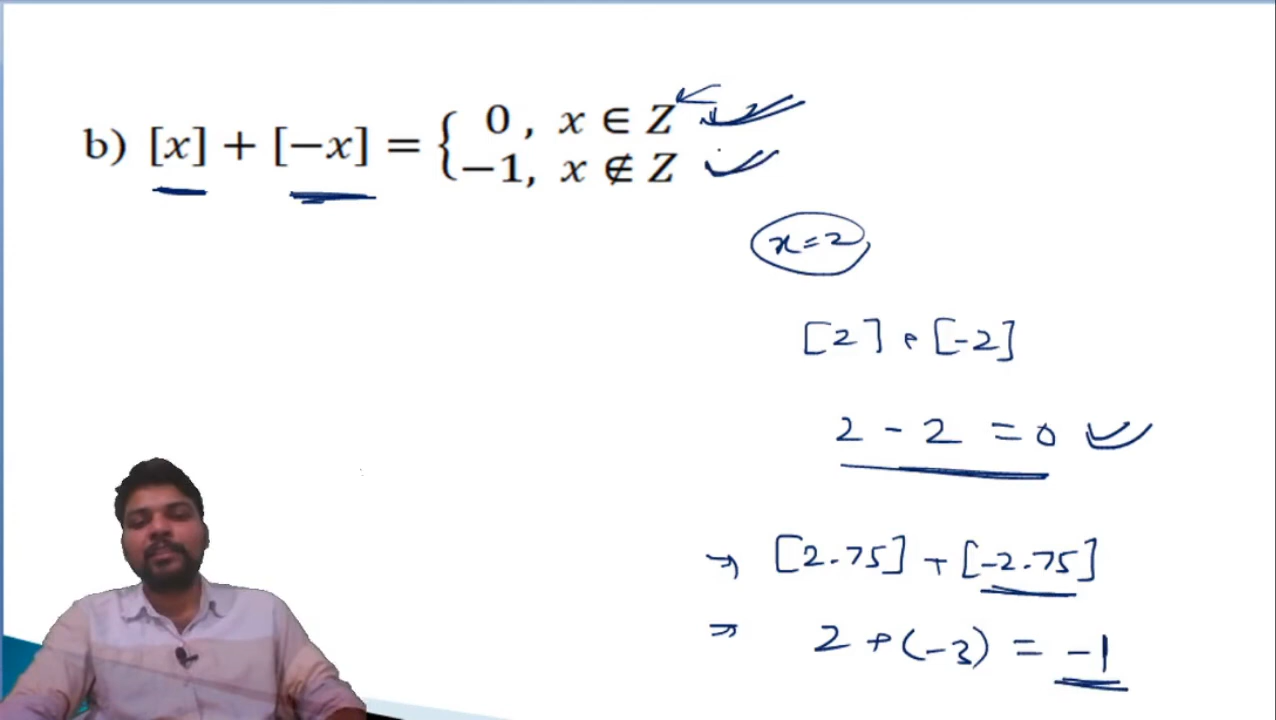 b) [x] + [−x] = { 0 , x ∈ Z
−1, x ∉ Z
x=2,
[2] + [-2]
2 - 2 = 0
→ [2.75] + [-2.75]
⇒ 2 + (-3) = -1